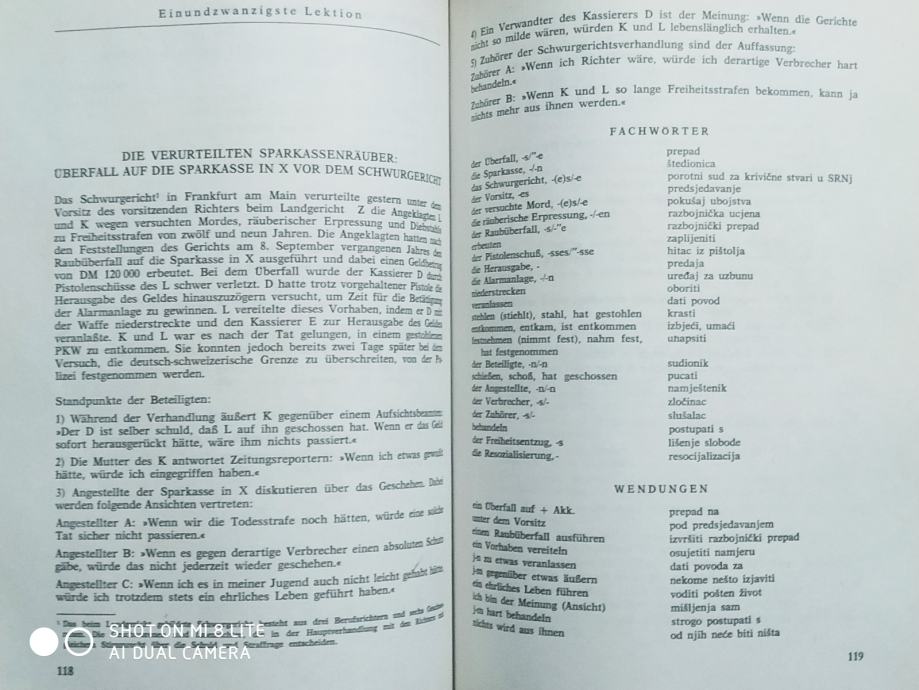 Einundzwanzigste Lektion
DIE VERURTEILTEN SPARKASSENRÄUBER:
ÜBERFALL AUF DIE SPARKASSE IN X VOR DEM SCHWURGERICHT
Das Schwurgericht¹ in Frankfurt am Main verurteilte gestern unter dem
Vorsitz des vorsitzenden Richters beim Landgericht Z die Angeklagten L
und K wegen versuchten Mordes, räuberischer Erpressung und Diebstahls
zu Freiheitsstrafen von zwölf und neun Jahren. Die Angeklagten hatten nach
den Feststellungen des Gerichts am 8. September vergangenen Jahres den
Raubüberfall auf die Sparkasse in X ausgeführt und dabei einen Geldbetrag
von DM 120 000 erbeutet. Bei dem Überfall wurde der Kassierer D durch
Pistolenschüsse des L schwer verletzt. D hatte trotz vorgehaltener Pistole die
Herausgabe des Geldes hinauszuzögern versucht, um Zeit für die Betätigung
der Alarmanlage zu gewinnen. L vereitelte dieses Vorhaben, indem er D mit
der Waffe niederstreckte und den Kassierer E zur Herausgabe des Geldes
veranlaßte. K und L war es nach der Tat gelungen, in einem gestohlenen
PKW zu entkommen. Sie konnten jedoch bereits zwei Tage später bei dem
Versuch, die deutsch-schweizerische Grenze zu überschreiten, von der Po-
lizei festgenommen werden.
Standpunkte der Beteiligten:
1) Während der Verhandlung äußert K gegenüber einem Aufsichtsbeamten:
»Der D ist selber schuld, daß L auf ihn geschossen hat. Wenn er das Geld
sofort herausgerückt hätte, wäre ihm nichts passiert.«
2) Die Mutter des K antwortet Zeitungsreportern: »Wenn ich etwas gewußt
hätte, würde ich eingegriffen haben.«
3) Angestellte der Sparkasse in X diskutieren über das Geschehen. Dabei
werden folgende Ansichten vertreten:
Angestellter A: »Wenn wir die Todesstrafe noch hätten, würde eine solche
Tat sicher nicht passieren.«
Angestellter B: »Wenn es gegen derartige Verbrecher einen absoluten Schutz
gäbe, würde das nicht jederzeit wieder geschehen.«
Angestellter C: »Wenn ich es in meiner Jugend auch nicht leicht gehabt hätte,
würde ich trotzdem stets ein ehrliches Leben geführt haben.«
¹ Das beim besteht aus drei Berufsrichtern und sechs
Die in der Hauptverhandlung mit den Richtern
gleichen über die Schuld- und Straffrage entscheiden.
SHOT ON MI 8 LITE
AI DUAL CAMERA
118
4) Ein Verwandter des Kassierers D ist der Meinung: »Wenn die Gerichte
nicht so milde wären, würden K und L lebenslänglich erhalten.«
5) Zuhörer der Schwurgerichtsverhandlung sind der Auffassung:
Zuhörer A: »Wenn ich Richter wäre, würde ich derartige Verbrecher hart
behandeln.«
Zuhörer B: »Wenn K und L so lange Freiheitsstrafen bekommen, kann ja
nichts mehr aus ihnen werden.«
FACHWÖRTER
der Überfall, -s/¨-e prepad
die Sparkasse, -/-n štedionica
das Schwurgericht, -(e)s/-e porotni sud za krivične stvari u SRNj
der Vorsitz, -es predsjedavanje
der versuchte Mord, -(e)s/-e pokušaj ubojstva
die räuberische Erpressung, -/-en razbojnička ucjena
der Raubüberfall, -s/-¨e razbojnički prepad
erbeuten zaplijeniti
der Pistolenschuß, -sses/¨-sse hitac iz pištolja
die Herausgabe, - predaja
die Alarmanlage, -/-n uređaj za uzbunu
niederstrecken oboriti
veranlassen dati povod
stehlen (stiehlt), stahl, hat gestohlen krasti
entkommen, entkam, ist entkommen izbjeći, umaći
festnehmen (nimmt fest), nahm fest, uhapsiti
hat festgenommen
der Beteiligte, -n/-n sudionik
schießen, schoß, hat geschossen pucati
der Angestellte, -n/-n namještenik
der Verbrecher, -s/- zločinac
der Zuhörer, -s/- slušalac
behandeln postupati s
der Freiheitsentzug, -s lišenje slobode
die Resozialisierung,- resocijalizacija
WENDUNGEN
ein Überfall auf + Akk. prepad na
unter dem Vorsitz pod predsjedavanjem
einen Raubüberfall ausführen izvršiti razbojnički prepad
ein Vorhaben vereiteln osujetiti namjeru
j-n zu etwas veranlassen dati povoda za
j-m gegenüber etwas äußern nekome nešto izjaviti
ein ehrliches Leben führen voditi pošten život
ich bin der Meinung (Ansicht) mišljenja sam
j-n hart behandeln strogo postupati s
nichts wird aus ihnen od njih neće biti ništa
119